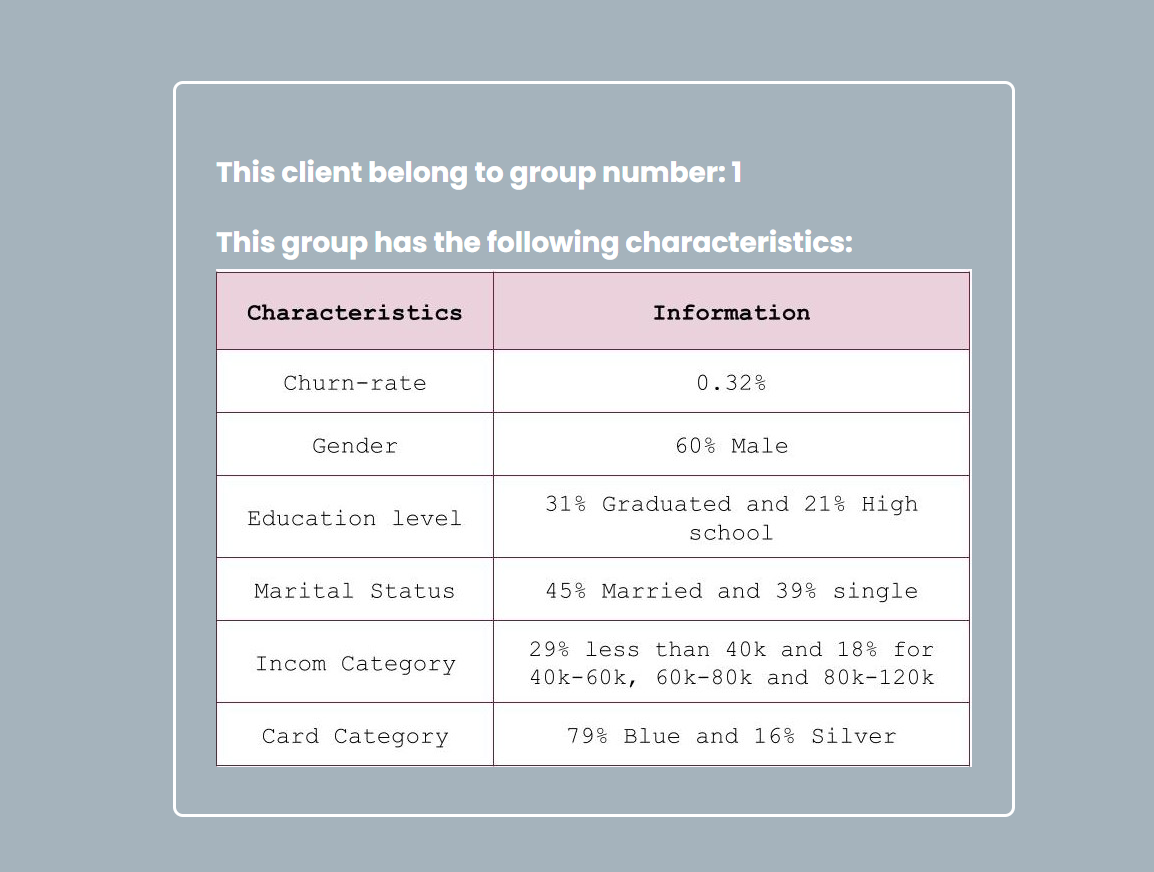 This client belong to group number: 1
This group has the following characteristics:
Characteristics Information
Churn-rate 0.32%
Gender 60% Male
Education level 31% Graduated and 21% High
school
Marital Status 45% Married and 39% single
Incom Category 29% less than 40k and 18% for
40k-60k, 60k-80k and 80k-120k
Card Category 79% Blue and 16% Silver